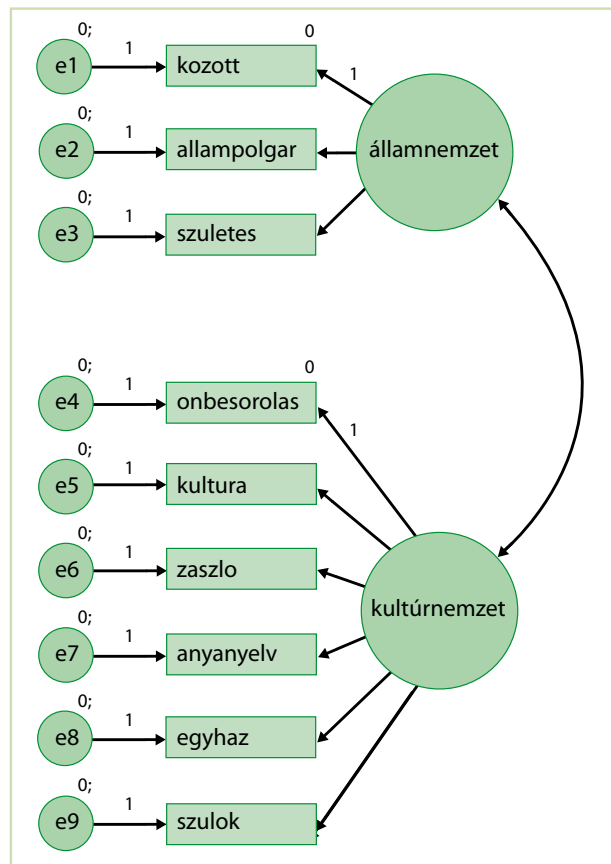 0; 0
e1 1 kozott 1
0;
e2 1 allampolgar államnemzet
0;
e3 1 szuletes
0; 0
e4 1 onbesorolas 1
0;
e5 1 kultura
0;
e6 1 zaszlo kultúrnemzet
0;
e7 1 anyanyelv
0;
e8 1 egyhaz
0;
e9 1 szulok